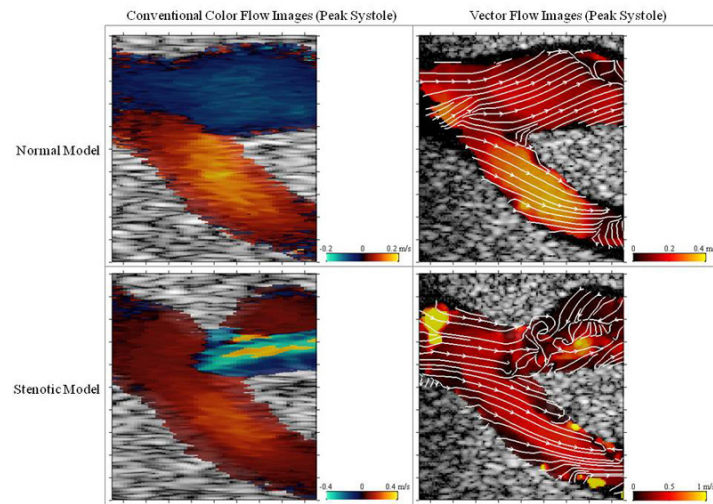 Conventional Color Flow Images (Peak Systole)
Vector Flow Images (Peak Systole)
Normal Model
-0.2 0 0.2 m/s
0 0.2 0.4 m/s
Stenotic Model
-0.4 0 0.4 m/s
0 0.5 1 m/s